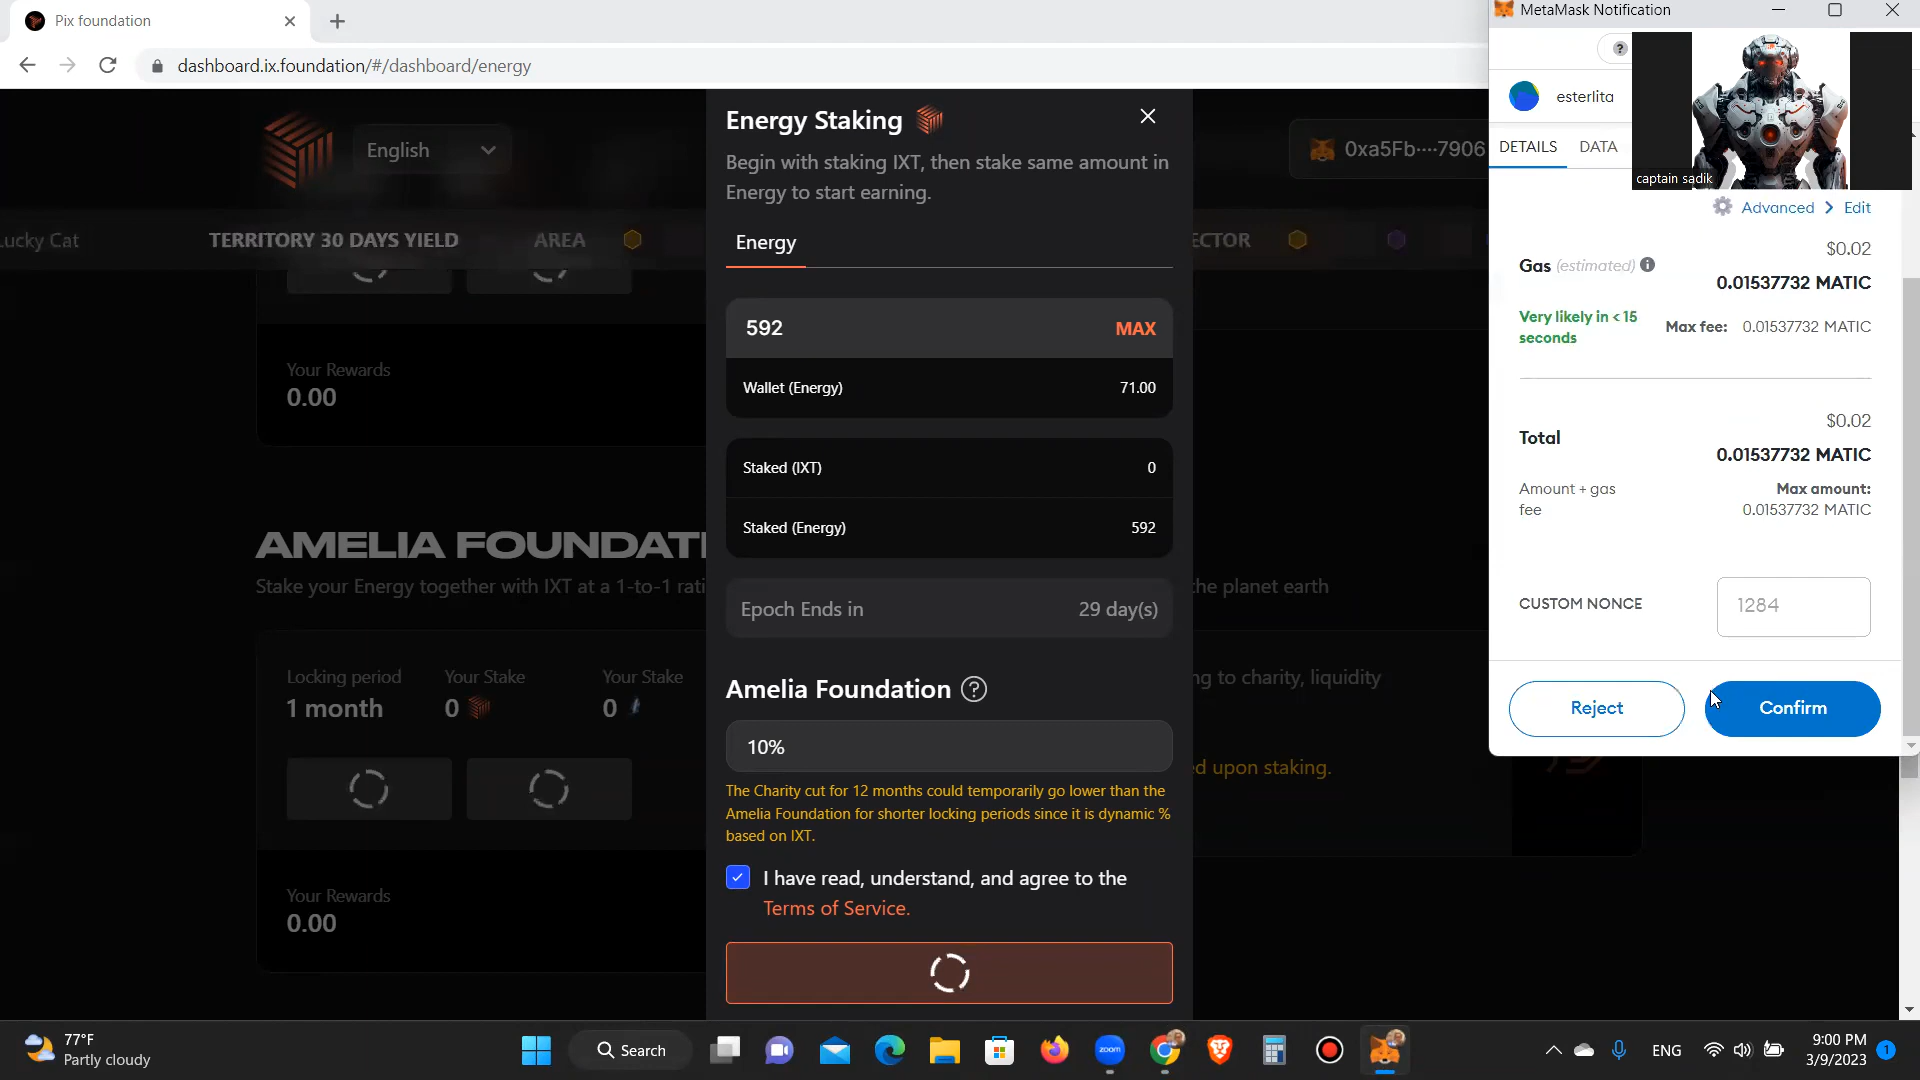 Pix foundation
dashboard.ix.foundation/#/dashboard/energy
English
0xa5Fb····7906
Lucky Cat
TERRITORY 30 DAYS YIELD
AREA
SECTOR
Your Rewards
0.00
AMELIA FOUNDATI
Stake your Energy together with IXT at a 1-to-1 rati
the planet earth
Locking period
Your Stake
Your Stake
1 month
0
0
ng to charity, liquidity
d upon staking.
Your Rewards
0.00
Energy Staking
Begin with staking IXT, then stake same amount in
Energy to start earning.
Energy
592
MAX
Wallet (Energy)
71.00
Staked (IXT)
0
Staked (Energy)
592
Epoch Ends in
29 day(s)
Amelia Foundation
?
10%
The Charity cut for 12 months could temporarily go lower than the
Amelia Foundation for shorter locking periods since it is dynamic %
based on IXT.
I have read, understand, and agree to the
Terms of Service.
MetaMask Notification
?
esterlita
captain sadik
DETAILS
DATA
Advanced
Edit
$0.02
Gas (estimated)
0.01537732 MATIC
Very likely in < 15
seconds
Max fee: 0.01537732 MATIC
$0.02
Total
0.01537732 MATIC
Amount + gas
fee
Max amount:
0.01537732 MATIC
CUSTOM NONCE
1284
Reject
Confirm
77°F
Partly cloudy
Search
zoom
ENG
9:00 PM
3/9/2023
1